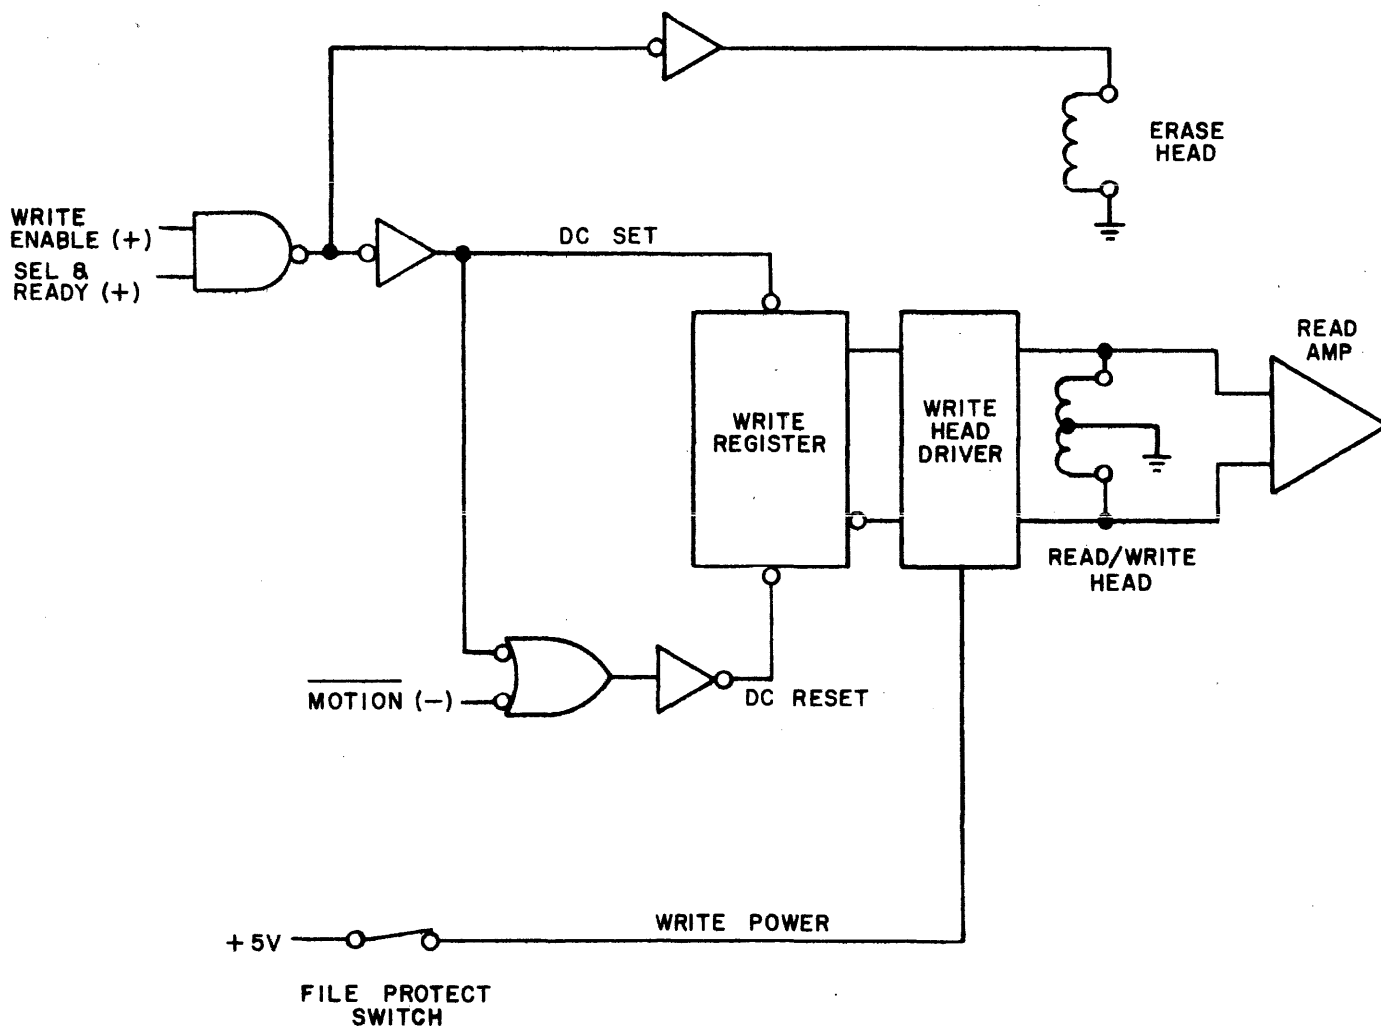 ERASE
HEAD
WRITE
ENABLE (+)
SEL &
READY (+)
DC SET
READ
AMP
WRITE
REGISTER
WRITE
HEAD
DRIVER
READ/WRITE
HEAD
MOTION (—)
DC RESET
+5V
WRITE POWER
FILE PROTECT
SWITCH